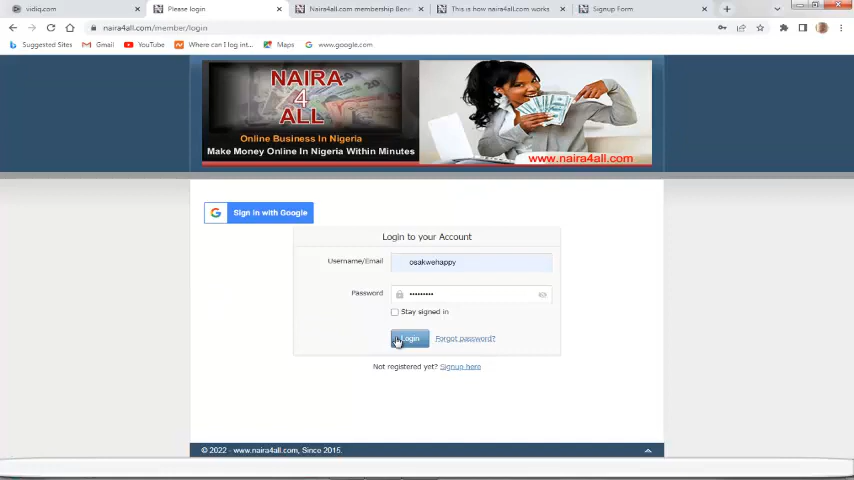 vidiq.com
Please login
Naira4all.com membership Ben
This is how naira4all.com works
Signup Form
naira4all.com/member/login
Suggested Sites
Gmail
YouTube
Where can I log int...
Maps
www.google.com
NAIRA
4
ALL
Online Business In Nigeria
Make Money Online In Nigeria Within Minutes
www.naira4all.com
Sign in with Google
Login to your Account
Username/Email
osakwehappy
Password
•••••••••
Stay signed in
Login
Forgot password?
Not registered yet? Signup here
© 2022 - www.naira4all.com, Since 2015.